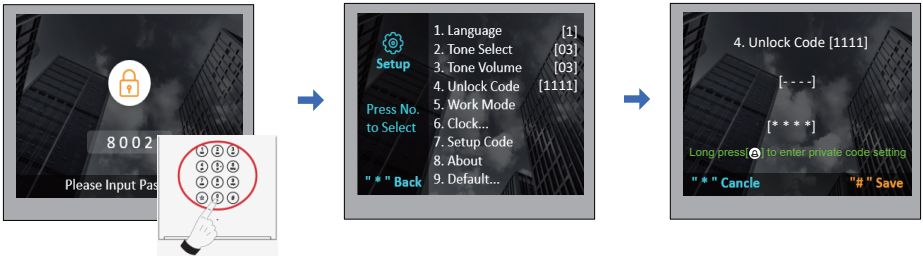 8002
Please Input Pas
Setup
Press No.
to Select
" * " Back
1. Language [1]
2. Tone Select [03]
3. Tone Volume [03]
4. Unlock Code [1111]
5. Work Mode
6. Clock...
7. Setup Code
8. About
9. Default...
4. Unlock Code [1111]
[- - - -]
[* * * *]
Long press[] to enter private code setting
" * " Cancle "# " Save